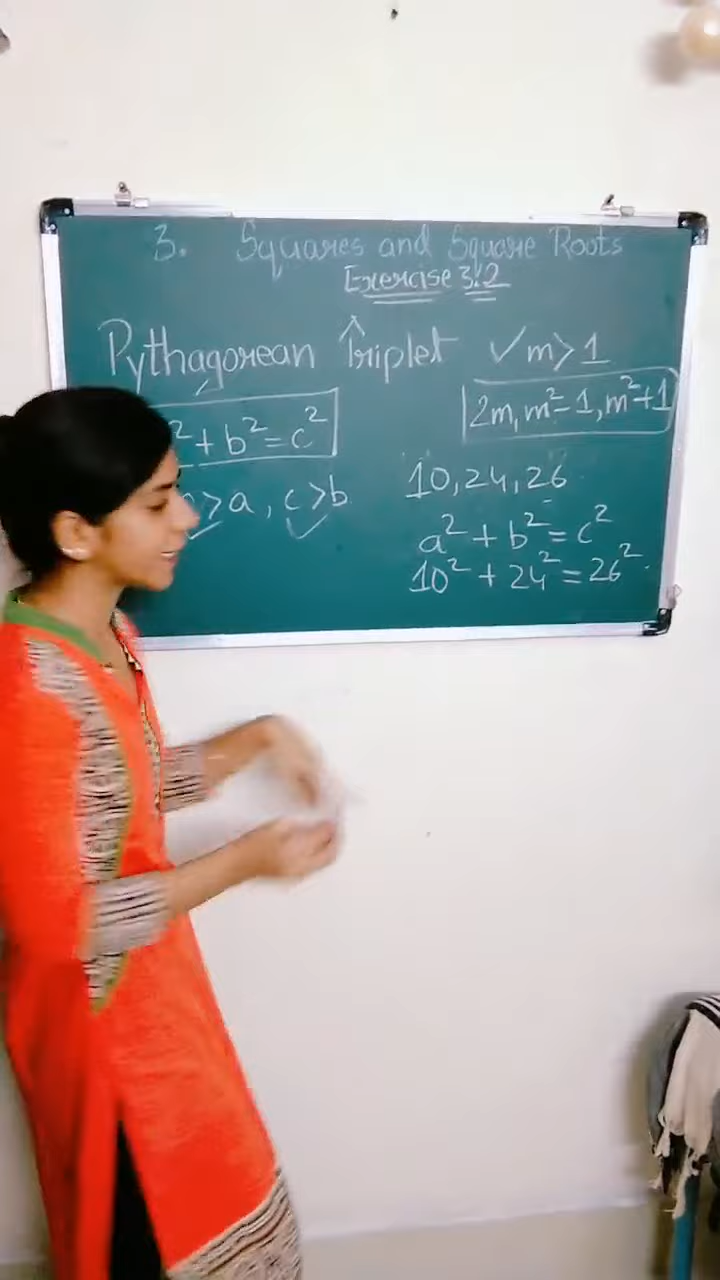 3. Squares and Square Roots
Exercise 3.2
Pythagorean Triplet ✓ m > 1
2m, m² - 1, m² + 1
² + b² = c²
> a, c > b
10, 24, 26
a² + b² = c²
10² + 24² = 26².